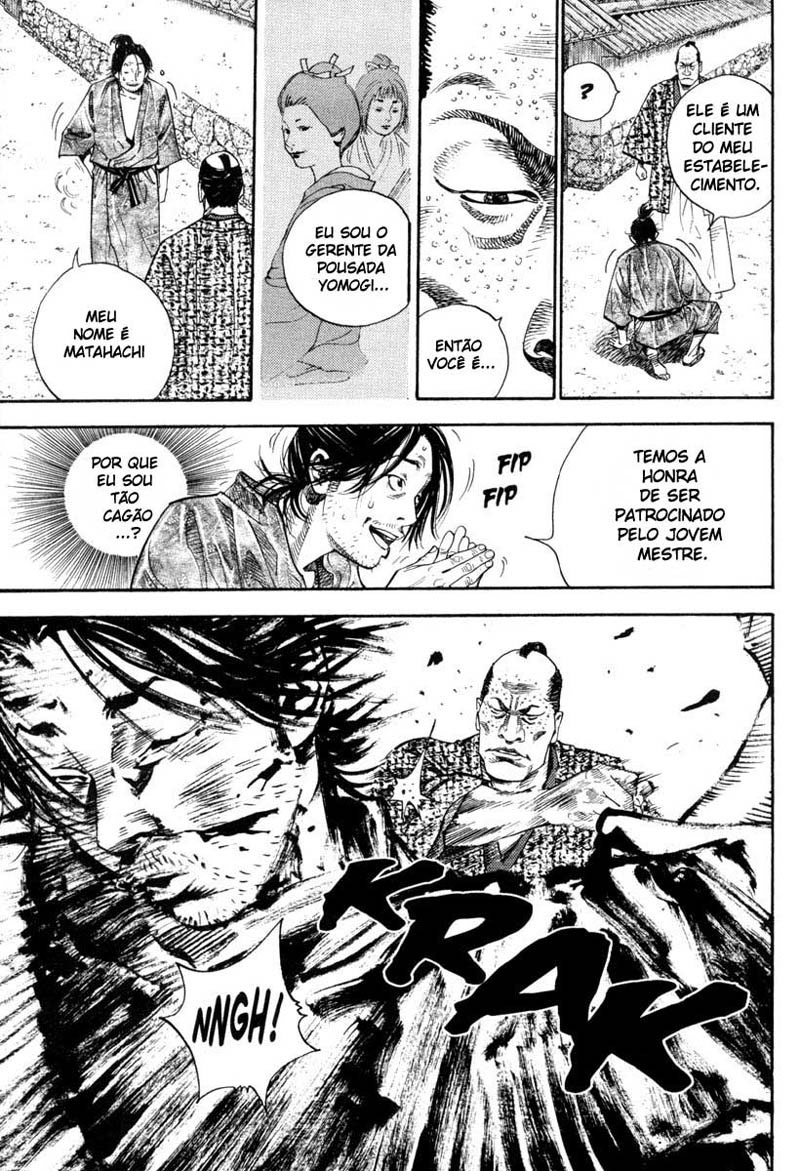 ?
ELE É UM
CLIENTE
DO MEU
ESTABELE-
CIMENTO.
ENTÃO
VOCÊ É...
EU SOU O
GERENTE DA
POUSADA
YOMOGI...
MEU
NOME É
MATAHACHI
TEMOS A
HONRA
DE SER
PATROCINADO
PELO JOVEM
MESTRE.
FIP
FIP
POR QUE
EU SOU
TÃO
CAGÃO
...?
KRAK
NNGH!